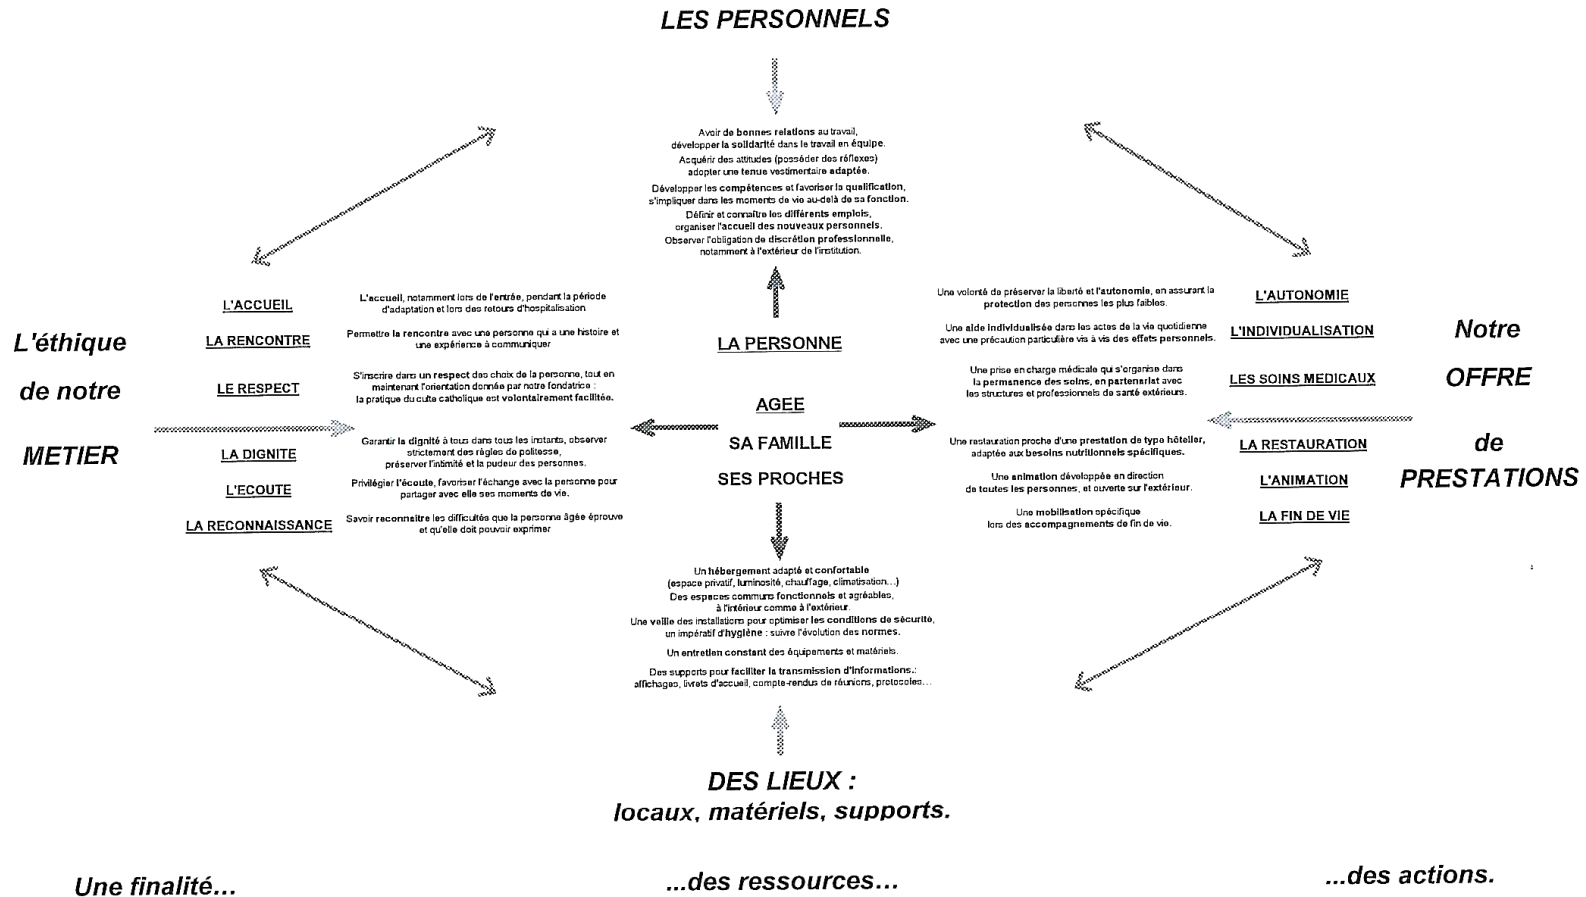 LES PERSONNELS
Avoir de bonnes relations au travail,
développer la solidarité dans le travail en équipe.
Acquérir des attitudes (posséder des réflexes)
adopter une tenue vestimentaire adaptée.
Développer les compétences et favoriser la qualification,
s'impliquer dans les moments de vie au-delà de sa fonction.
Définir et connaître les différents emplois,
organiser l'accueil des nouveaux personnels.
Observer l'obligation de discrétion professionnelle,
notamment à l'extérieur de l'institution.
L'éthique
de notre
METIER
L'ACCUEIL
L'accueil, notamment lors de l'entrée, pendant la période
d'adaptation et lors des retours d'hospitalisation
LA RENCONTRE
Permettre la rencontre avec une personne qui a une histoire et
une expérience à communiquer
LE RESPECT
S'inscrire dans un respect des choix de la personne, tout en
maintenant l'orientation donnée par notre fondatrice :
la pratique du culte catholique est volontairement facilitée.
LA DIGNITE
Garantir la dignité à tous dans tous les instants, observer
strictement des règles de politesse,
préserver l'intimité et la pudeur des personnes.
L'ECOUTE
Privilégier l'écoute, favoriser l'échange avec la personne pour
partager avec elle ses moments de vie.
LA RECONNAISSANCE
Savoir reconnaître les difficultés que la personne âgée éprouve
et qu'elle doit pouvoir exprimer
LA PERSONNE
AGEE
SA FAMILLE
SES PROCHES
Une volonté de préserver la liberté et l'autonomie, en assurant la
protection des personnes les plus faibles.
L'AUTONOMIE
Une aide individualisée dans les actes de la vie quotidienne
avec une précaution particulière vis à vis des effets personnels.
L'INDIVIDUALISATION
Une prise en charge médicale qui s'organise dans
la permanence des soins, en partenariat avec
les structures et professionnels de santé extérieurs.
LES SOINS MEDICAUX
Une restauration proche d'une prestation de type hôtelier,
adaptée aux besoins nutritionnels spécifiques.
LA RESTAURATION
Une animation développée en direction
de toutes les personnes, et ouverte sur l'extérieur.
L'ANIMATION
Une mobilisation spécifique
lors des accompagnements de fin de vie.
LA FIN DE VIE
Notre
OFFRE
de
PRESTATIONS
Un hébergement adapté et confortable
(espace privatif, luminosité, chauffage, climatisation…)
Des espaces communs fonctionnels et agréables,
à l'intérieur comme à l'extérieur.
Une veille des installations pour optimiser les conditions de sécurité,
un impératif d'hygiène : suivre l'évolution des normes.
Un entretien constant des équipements et matériels.
Des supports pour faciliter la transmission d'informations.:
affichages, livrets d'accueil, compte-rendus de réunions, protocoles…
DES LIEUX :
locaux, matériels, supports.
Une finalité…
...des ressources…
...des actions.